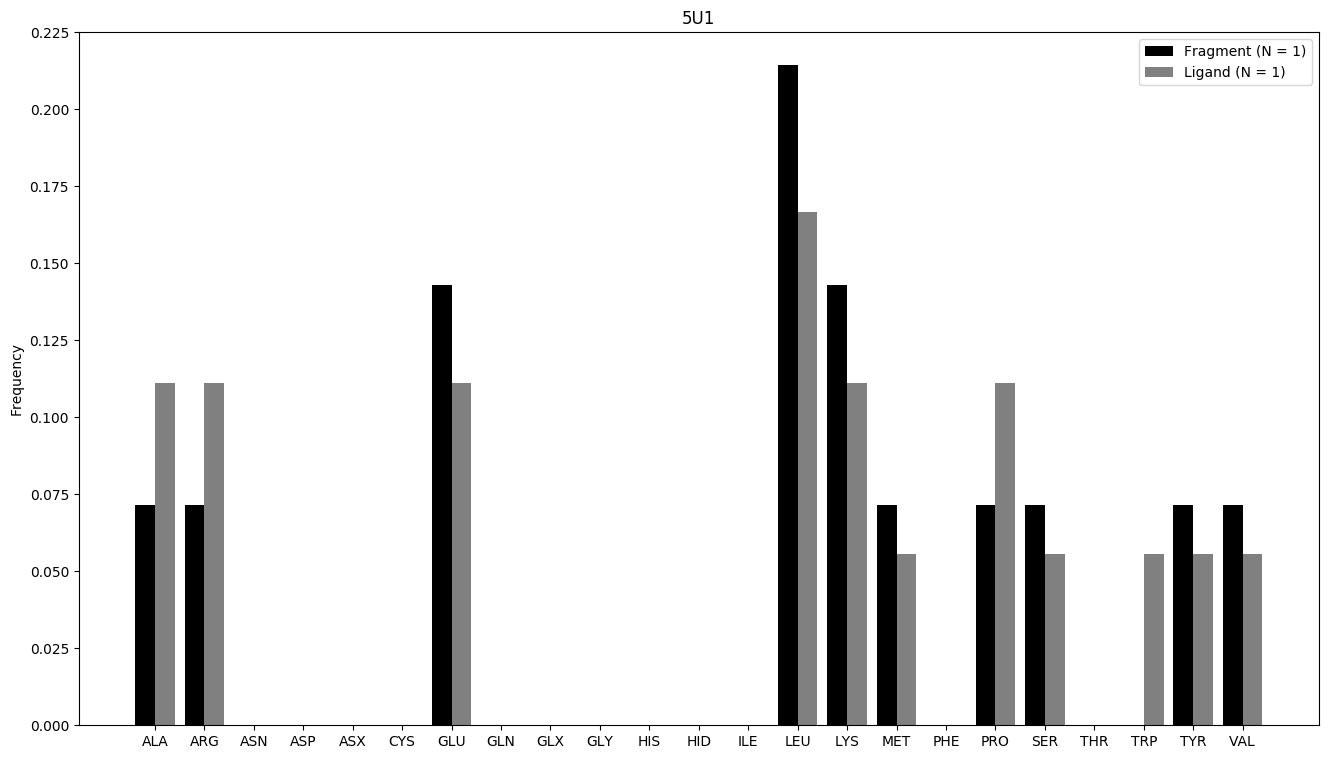 5U1
Fragment (N = 1)
Ligand (N = 1)
Frequency
0.225
0.200
0.175
0.150
0.125
0.100
0.075
0.050
0.025
0.000
ALA ARG ASN ASP ASX CYS GLU GLN GLX GLY HIS HID ILE LEU LYS MET PHE PRO SER THR TRP TYR VAL